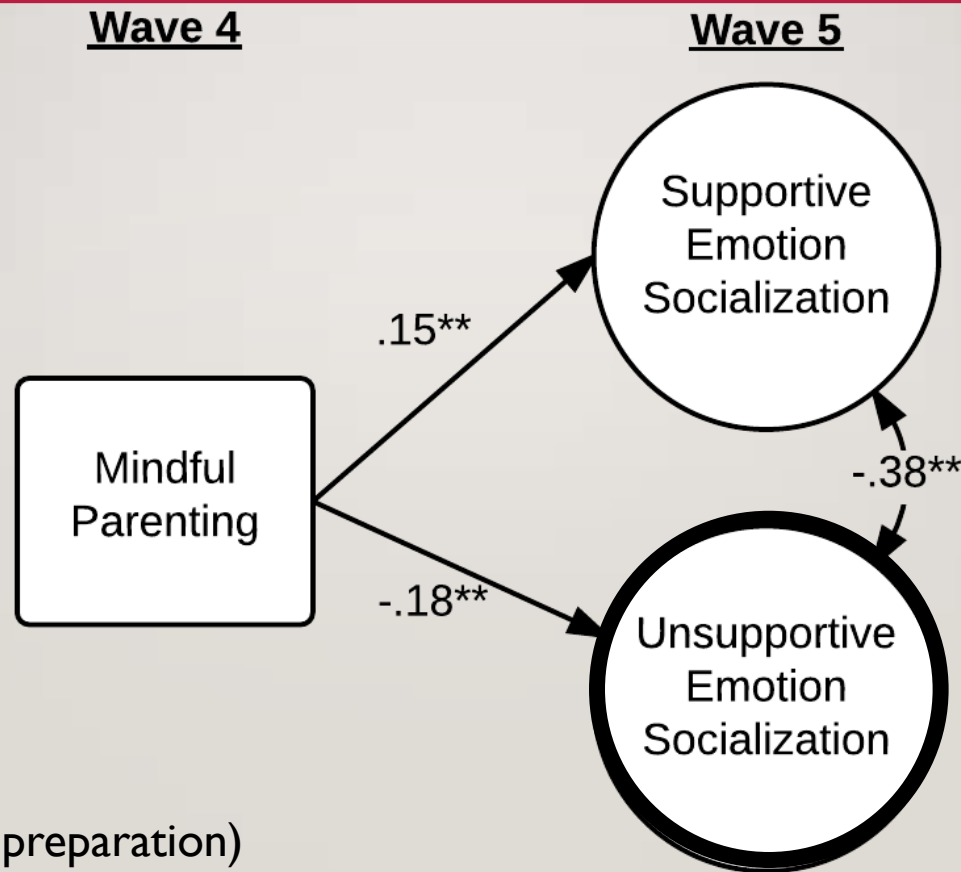 Wave 4
Wave 5
Supportive
Emotion
Socialization
.15**
Mindful
Parenting
-.38**
-.18**
Unsupportive
Emotion
Socialization
preparation)